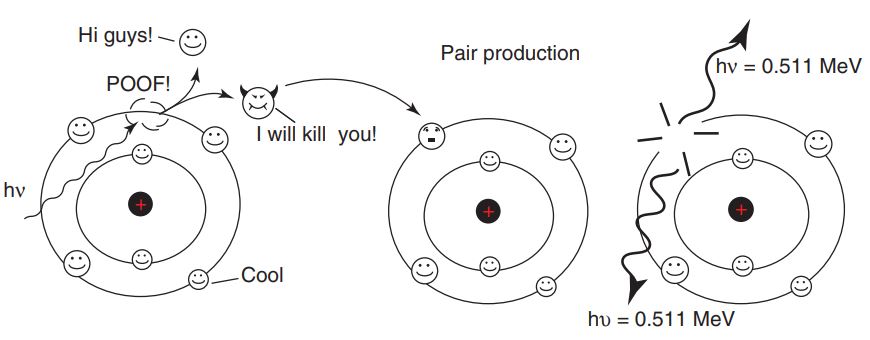 Hi guys!
POOF!
I will kill you!
hν
+
Cool
Pair production
+
hν = 0.511 MeV
+
hυ = 0.511 MeV